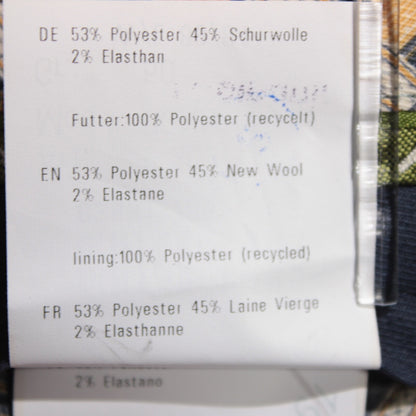 DE 53% Polyester 45% Schurwolle
2% Elasthan
Futter:100% Polyester (recycelt)
EN 53% Polyester 45% New Wool
2% Elastane
lining:100% Polyester (recycled)
FR 53% Polyester 45% Laine Vierge
2% Elasthanne
2% Elastano